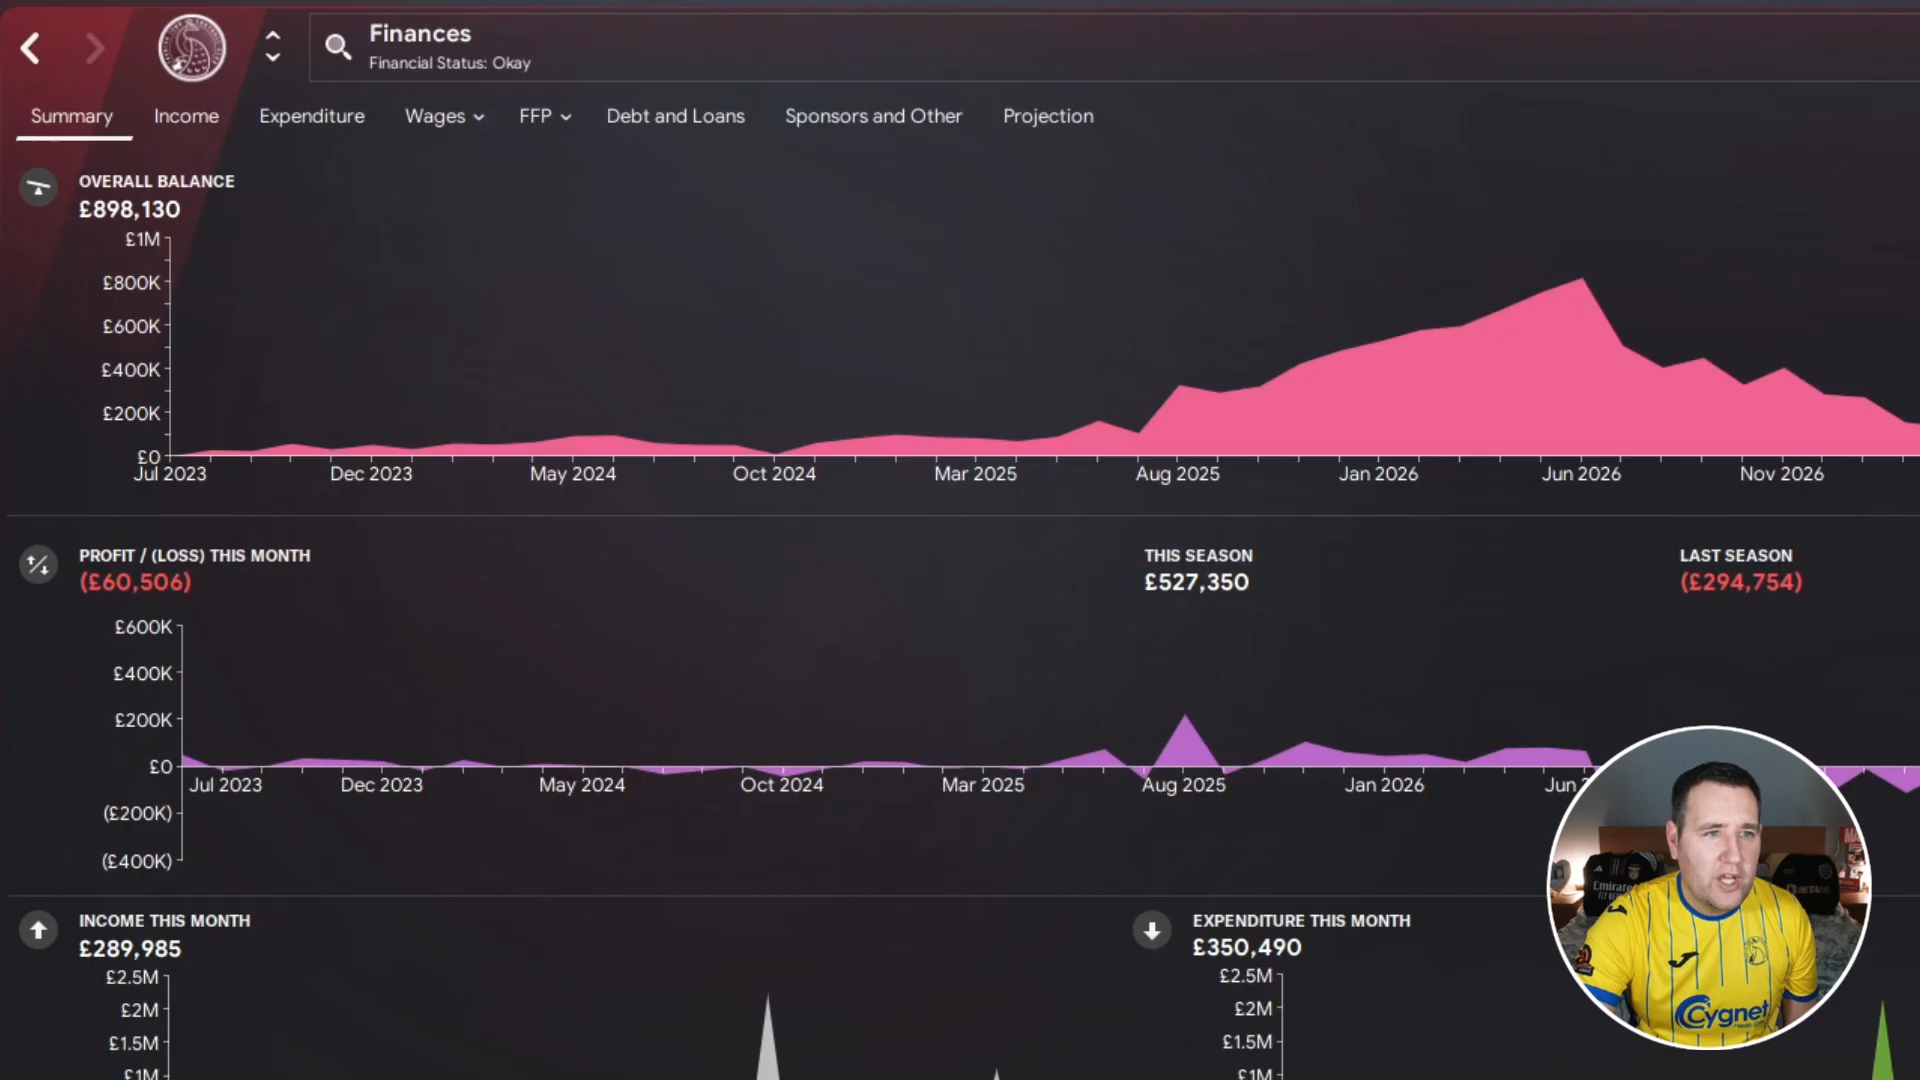 Finances
Financial Status: Okay
Summary Income Expenditure Wages FFP Debt and Loans Sponsors and Other Projection
OVERALL BALANCE
£898,130
£1M
£800K
£600K
£400K
£200K
£0
Jul 2023 Dec 2023 May 2024 Oct 2024 Mar 2025 Aug 2025 Jan 2026 Jun 2026 Nov 2026
PROFIT / (LOSS) THIS MONTH
(£60,506)
THIS SEASON
£527,350
LAST SEASON
(£294,754)
£600K
£400K
£200K
£0
(£200K)
(£400K)
Jul 2023 Dec 2023 May 2024 Oct 2024 Mar 2025 Aug 2025 Jan 2026 Jun
INCOME THIS MONTH
£289,985
£2.5M
£2M
£1.5M
£1M
EXPENDITURE THIS MONTH
£350,490
£2.5M
£2M
£1.5M
£1M
Cygnet